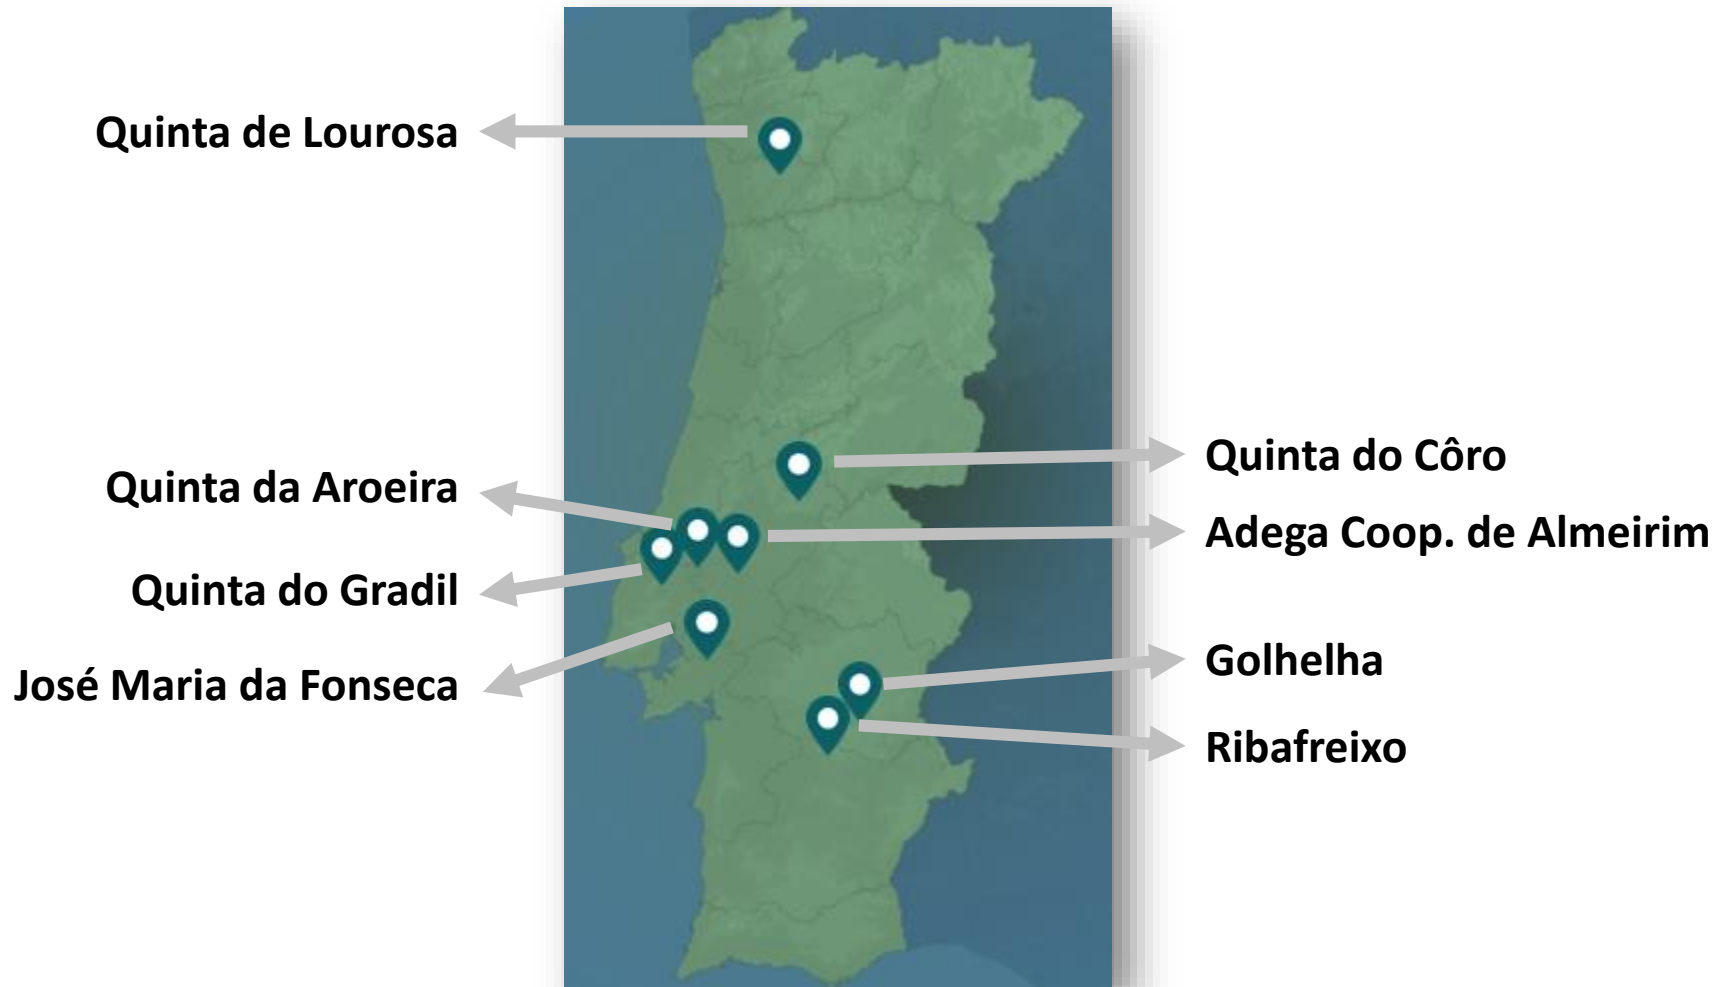 Quinta de Lourosa
Quinta da Aroeira
Quinta do Gradil
José Maria da Fonseca
Quinta do Côro
Adega Coop. de Almeirim
Golhelha
Ribafreixo